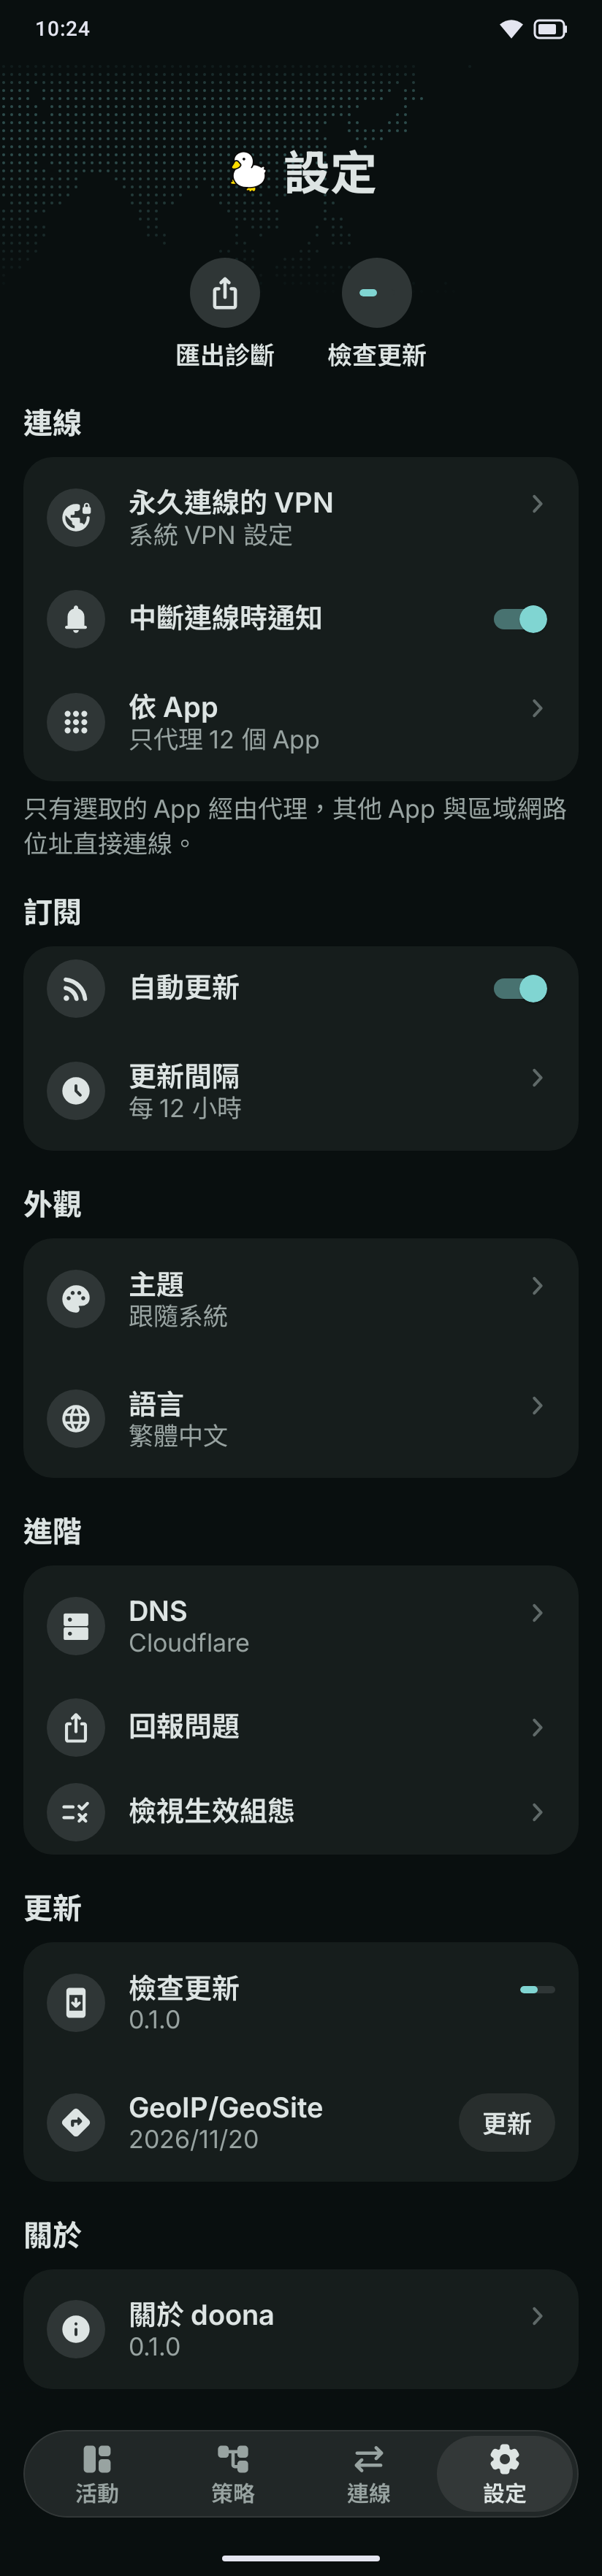 10:24
設定
匯出診斷
檢查更新
連線
永久連線的 VPN
系統 VPN 設定
中斷連線時通知
依 App
只代理 12 個 App
只有選取的 App 經由代理，其他 App 與區域網路
位址直接連線。
訂閱
自動更新
更新間隔
每 12 小時
外觀
主題
跟隨系統
語言
繁體中文
進階
DNS
Cloudflare
回報問題
檢視生效組態
更新
檢查更新
0.1.0
GeoIP/GeoSite
2026/11/20
更新
關於
關於 doona
0.1.0
活動
策略
連線
設定